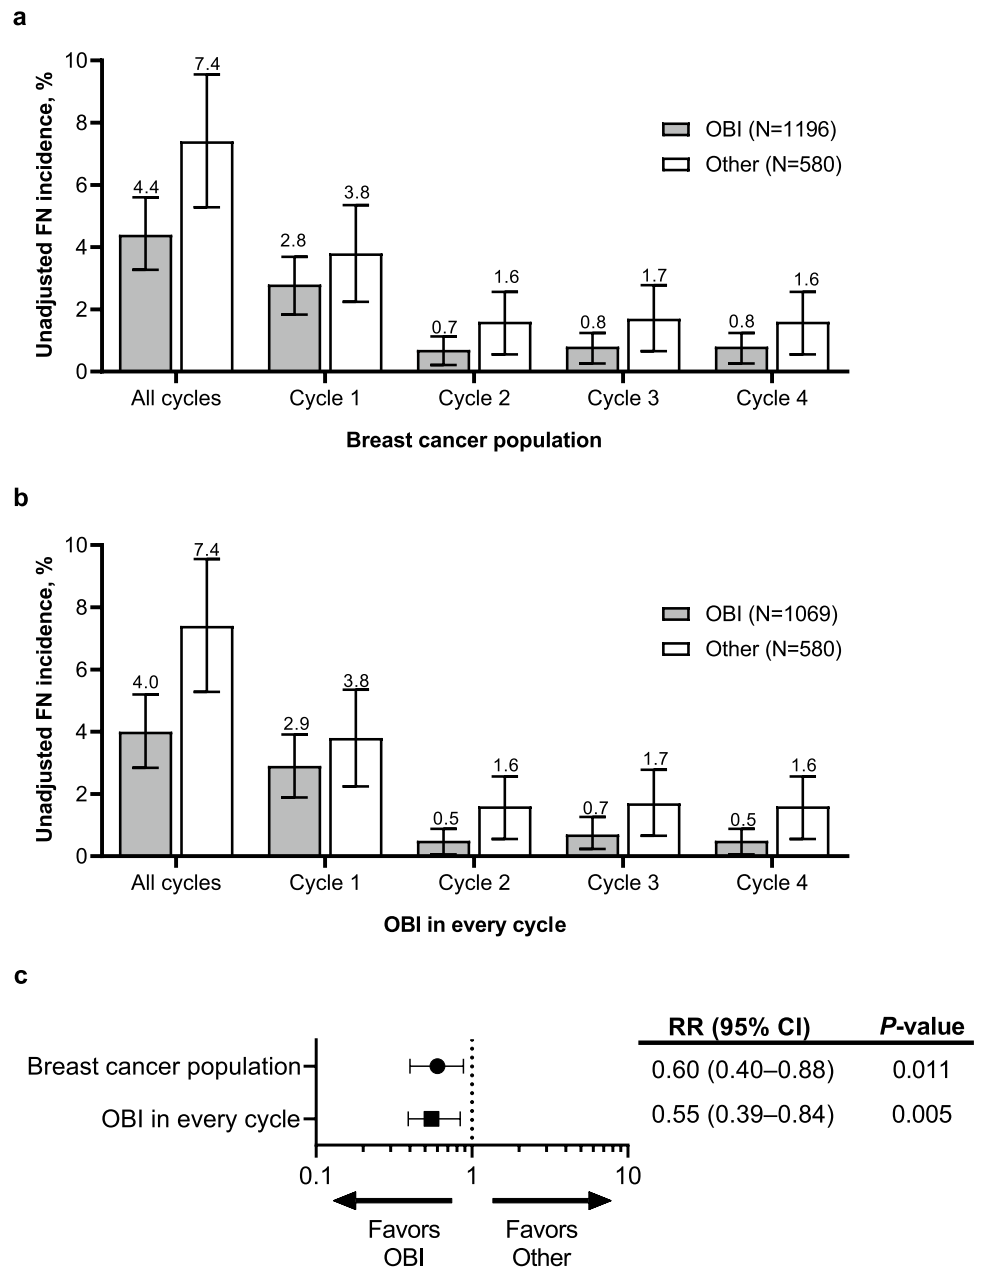 a
Unadjusted FN incidence, %
10
8
6
4
2
0
4.4
7.4
2.8
3.8
0.7
1.6
0.8
1.7
0.8
1.6
OBI (N=1196)
Other (N=580)
All cycles
Cycle 1
Cycle 2
Cycle 3
Cycle 4
Breast cancer population
b
Unadjusted FN incidence, %
10
8
6
4
2
0
4.0
7.4
2.9
3.8
0.5
1.6
0.7
1.7
0.5
1.6
OBI (N=1069)
Other (N=580)
All cycles
Cycle 1
Cycle 2
Cycle 3
Cycle 4
OBI in every cycle
c
RR (95% CI)
P-value
Breast cancer population
0.60 (0.40–0.88)
0.011
OBI in every cycle
0.55 (0.39–0.84)
0.005
0.1
1
10
Favors
OBI
Favors
Other